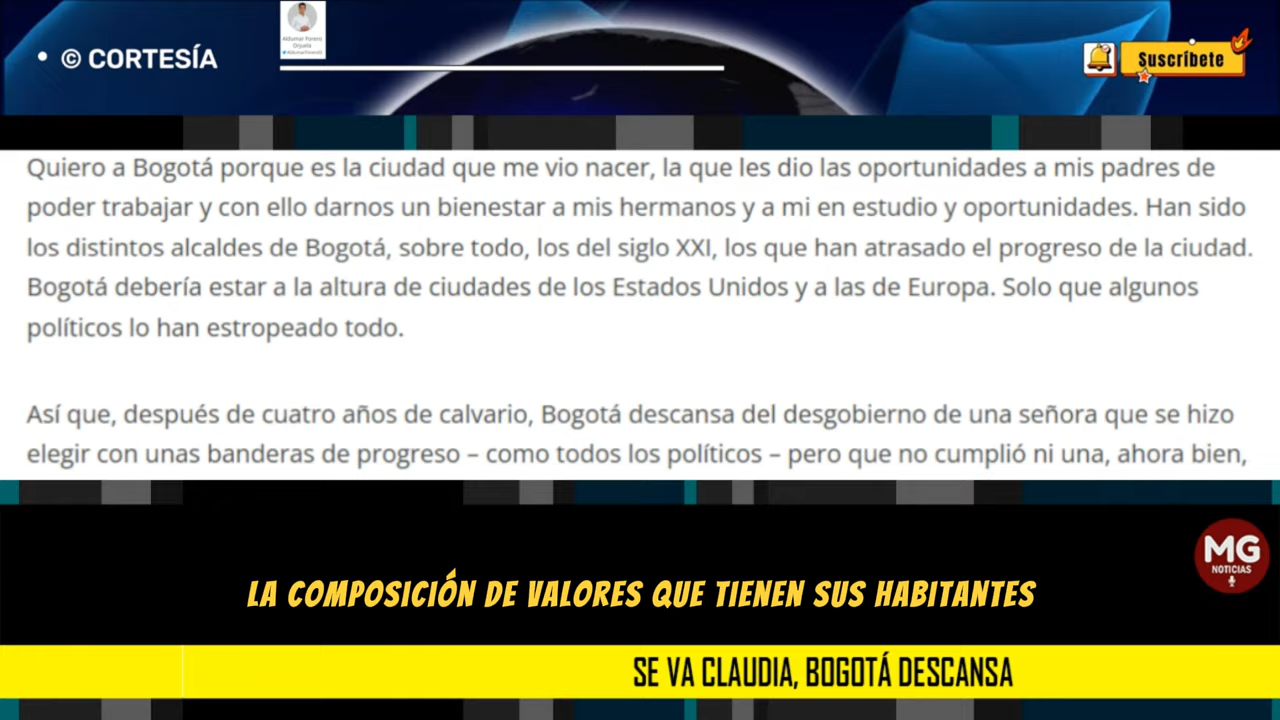 • © CORTESÍA
Aldumar Forero
Orjuela
@AldumarForeroO
Suscríbete
Quiero a Bogotá porque es la ciudad que me vio nacer, la que les dio las oportunidades a mis padres de
poder trabajar y con ello darnos un bienestar a mis hermanos y a mi en estudio y oportunidades. Han sido
los distintos alcaldes de Bogotá, sobre todo, los del siglo XXI, los que han atrasado el progreso de la ciudad.
Bogotá debería estar a la altura de ciudades de los Estados Unidos y a las de Europa. Solo que algunos
políticos lo han estropeado todo.
Así que, después de cuatro años de calvario, Bogotá descansa del desgobierno de una señora que se hizo
elegir con unas banderas de progreso – como todos los políticos – pero que no cumplió ni una, ahora bien,
MG
NOTICIAS
LA COMPOSICIÓN DE VALORES QUE TIENEN SUS HABITANTES
SE VA CLAUDIA, BOGOTÁ DESCANSA